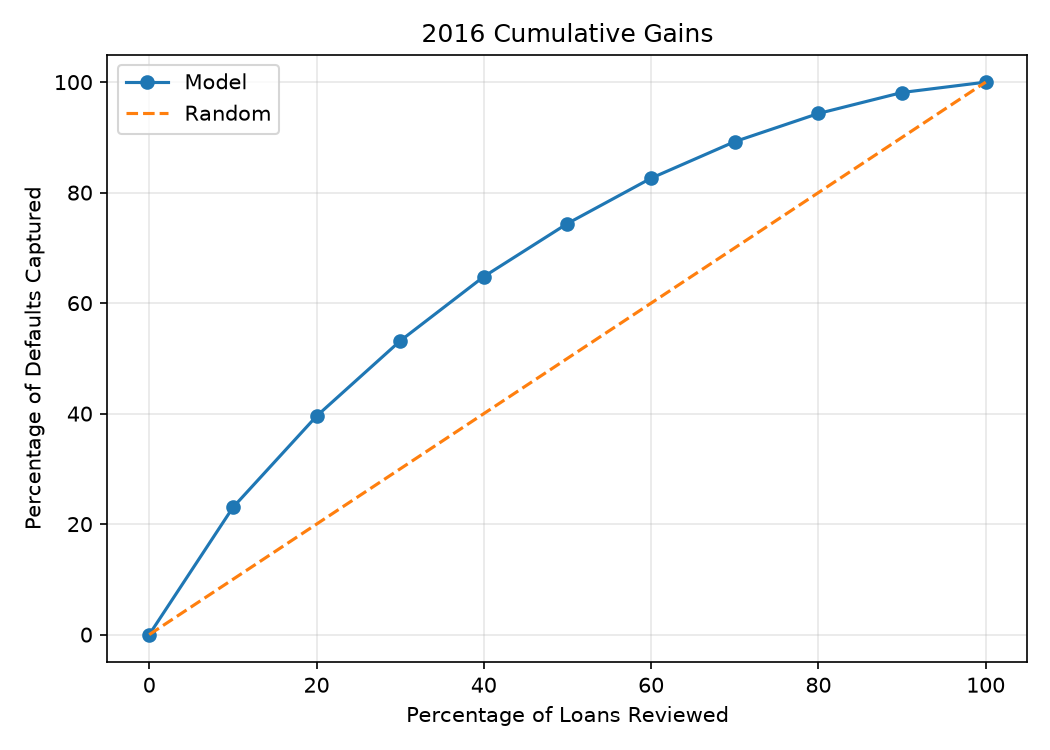 2016 Cumulative Gains
Model
Random
Percentage of Defaults Captured
100
80
60
40
20
0
0 20 40 60 80 100
Percentage of Loans Reviewed